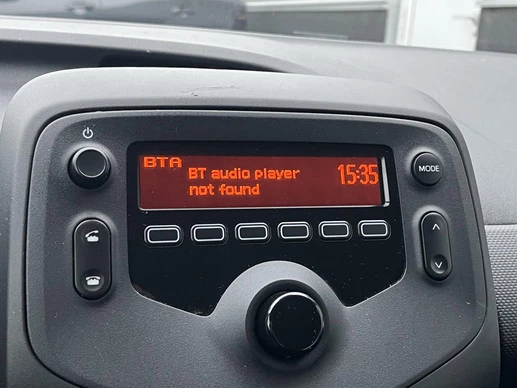 BTA
BT audio player
not found
15:35
MODE